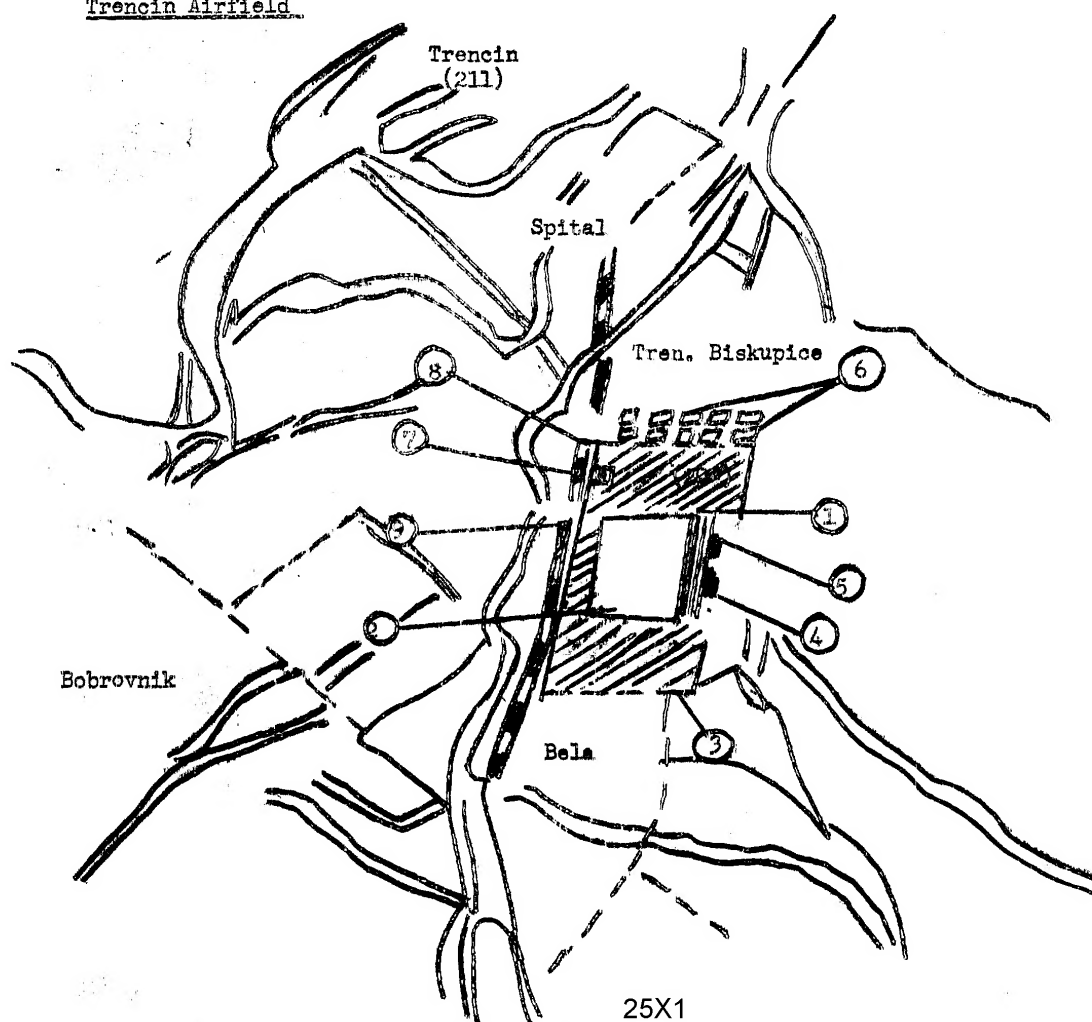 Trencin Airfield
Trencin
(211)
Spital
Tren. Biskupice
8
6
7
1
5
4
Bobrovnik
3
Bela
25X1